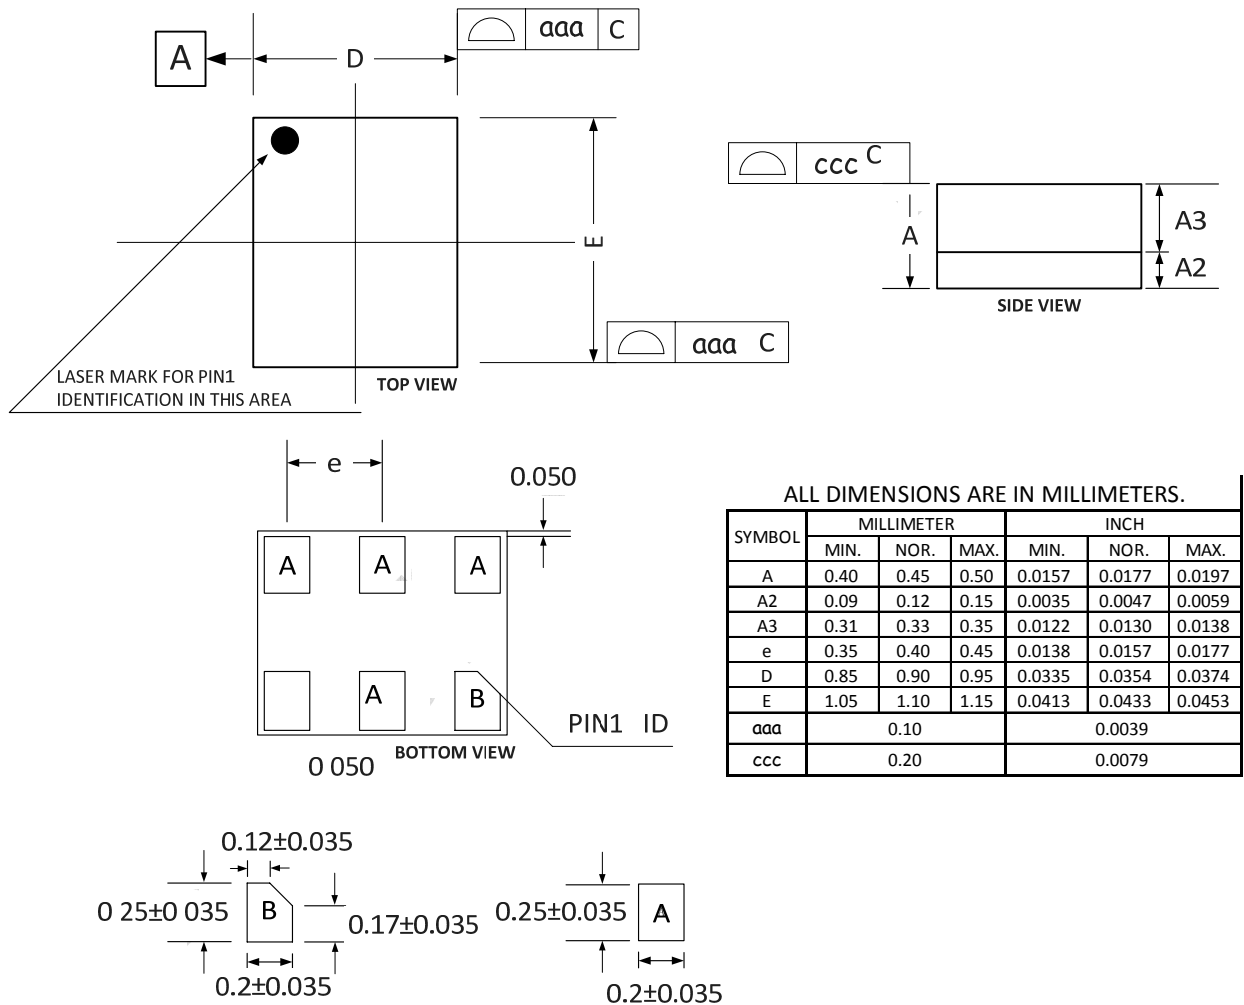 aaa C
A
D
ccc C
E
A
A3
A2
SIDE VIEW
aaa C
LASER MARK FOR PIN1
IDENTIFICATION IN THIS AREA
TOP VIEW
e
0.050
A A A
A B
PIN1 ID
BOTTOM VIEW
0 050
ALL DIMENSIONS ARE IN MILLIMETERS.
SYMBOL MILLIMETER INCH
MIN. NOR. MAX. MIN. NOR. MAX.
A 0.40 0.45 0.50 0.0157 0.0177 0.0197
A2 0.09 0.12 0.15 0.0035 0.0047 0.0059
A3 0.31 0.33 0.35 0.0122 0.0130 0.0138
e 0.35 0.40 0.45 0.0138 0.0157 0.0177
D 0.85 0.90 0.95 0.0335 0.0354 0.0374
E 1.05 1.10 1.15 0.0413 0.0433 0.0453
aaa 0.10 0.0039
ccc 0.20 0.0079
0.12±0.035
0 25±0 035
B
0.17±0.035
0.2±0.035
0.25±0.035
A
0.2±0.035